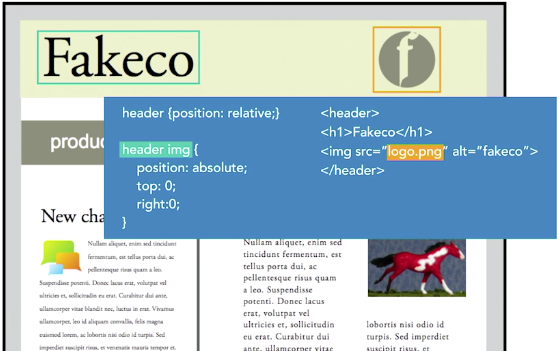 Fakeco
f
header {position: relative;}
header img {
position: absolute;
top: 0;
right:0;
}
<header>
<h1>Fakeco</h1>
<img src="logo.png" alt="fakeco">
</header>
produc
New cha
Nullam aliquet, enim sed tincidunt
fermentum, est tellus porta dui, ac
pellentesque risus quam a leo.
Suspendisse potenti. Donec lacus erat, volutpat vel
ultricies et, sollicitudin eu erat. Curabitur dui ante,
ullamcorper vitae blandit nec, luctus in erat. Vivamus
ullamcorper, leo id aliquam convallis, felis magna
euismod lorem, ac lobortis nisi odio id turpis. Sed
imperdiet suscipit risus, et venenatis mauris tempor et.
Nullam aliquet, enim sed
tincidunt fermentum, est
tellus porta dui, ac
pellentesque risus quam
a leo. Suspendisse
potenti. Donec lacus
erat, volutpat vel
ultricies et, sollicitudin
eu erat. Curabitur dui
ante, ullamcorper vitae
lobortis nisi odio id
turpis. Sed imperdiet
suscipit risus, et